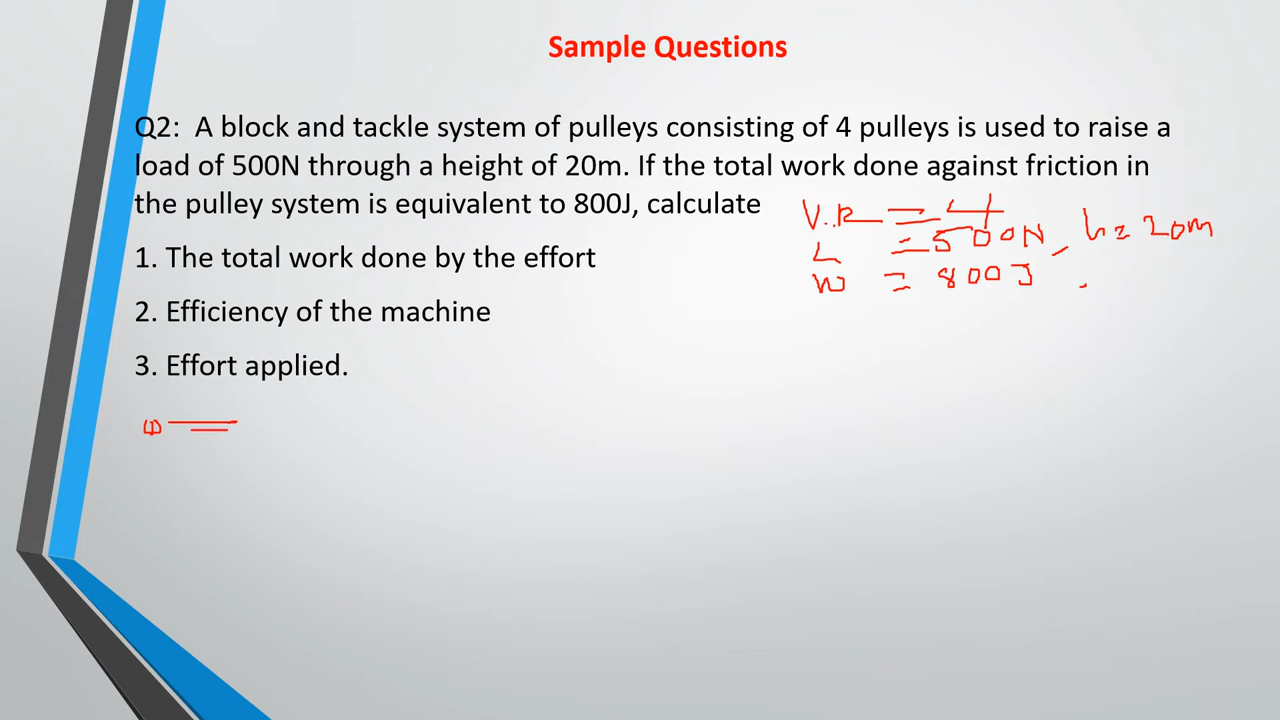 Sample Questions
Q2: A block and tackle system of pulleys consisting of 4 pulleys is used to raise a
load of 500N through a height of 20m. If the total work done against friction in
the pulley system is equivalent to 800J, calculate
V.R = 4
L = 500N, h = 20m
W = 800J
1. The total work done by the effort
2. Efficiency of the machine
3. Effort applied.